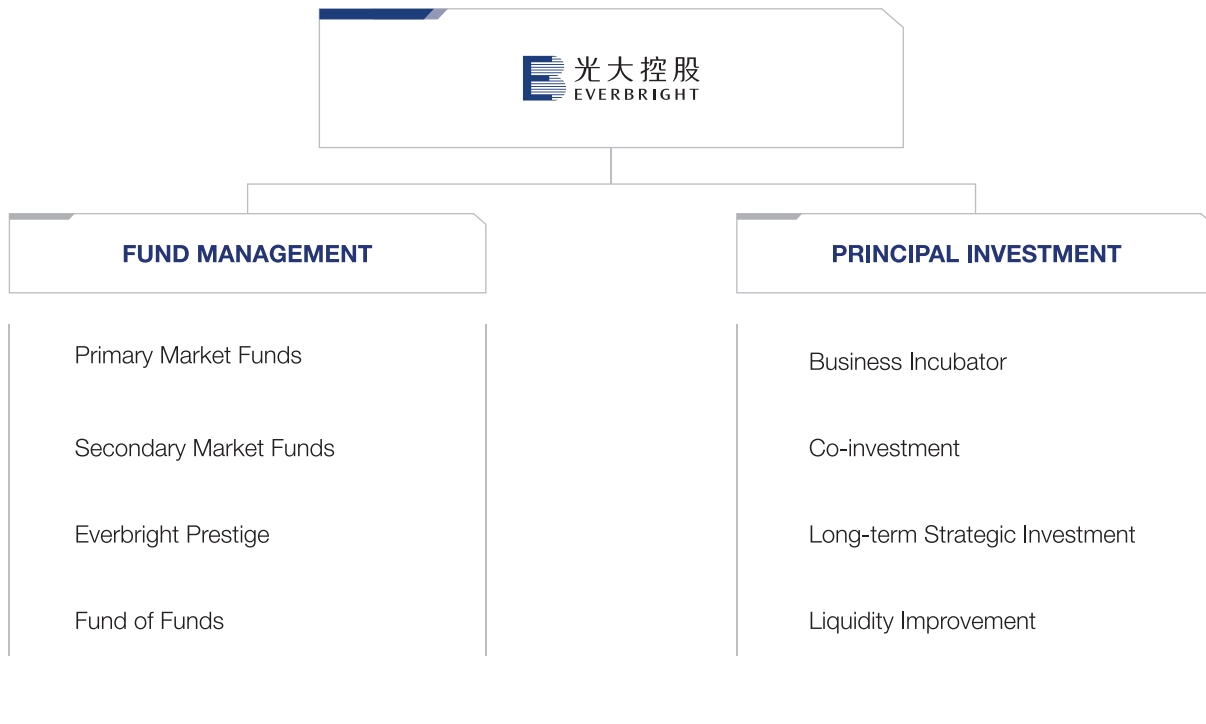 光大控股
EVERBRIGHT
FUND MANAGEMENT
Primary Market Funds
Secondary Market Funds
Everbright Prestige
Fund of Funds
PRINCIPAL INVESTMENT
Business Incubator
Co-investment
Long-term Strategic Investment
Liquidity Improvement